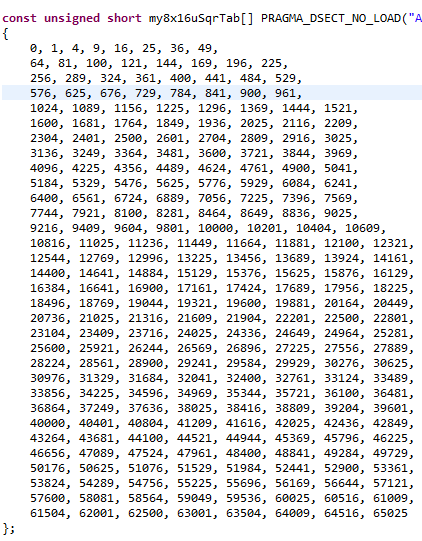 const unsigned short my8x16uSqrTab[] PRAGMA_DSECT_NO_LOAD("A
{
0, 1, 4, 9, 16, 25, 36, 49,
64, 81, 100, 121, 144, 169, 196, 225,
256, 289, 324, 361, 400, 441, 484, 529,
576, 625, 676, 729, 784, 841, 900, 961,
1024, 1089, 1156, 1225, 1296, 1369, 1444, 1521,
1600, 1681, 1764, 1849, 1936, 2025, 2116, 2209,
2304, 2401, 2500, 2601, 2704, 2809, 2916, 3025,
3136, 3249, 3364, 3481, 3600, 3721, 3844, 3969,
4096, 4225, 4356, 4489, 4624, 4761, 4900, 5041,
5184, 5329, 5476, 5625, 5776, 5929, 6084, 6241,
6400, 6561, 6724, 6889, 7056, 7225, 7396, 7569,
7744, 7921, 8100, 8281, 8464, 8649, 8836, 9025,
9216, 9409, 9604, 9801, 10000, 10201, 10404, 10609,
10816, 11025, 11236, 11449, 11664, 11881, 12100, 12321,
12544, 12769, 12996, 13225, 13456, 13689, 13924, 14161,
14400, 14641, 14884, 15129, 15376, 15625, 15876, 16129,
16384, 16641, 16900, 17161, 17424, 17689, 17956, 18225,
18496, 18769, 19044, 19321, 19600, 19881, 20164, 20449,
20736, 21025, 21316, 21609, 21904, 22201, 22500, 22801,
23104, 23409, 23716, 24025, 24336, 24649, 24964, 25281,
25600, 25921, 26244, 26569, 26896, 27225, 27556, 27889,
28224, 28561, 28900, 29241, 29584, 29929, 30276, 30625,
30976, 31329, 31684, 32041, 32400, 32761, 33124, 33489,
33856, 34225, 34596, 34969, 35344, 35721, 36100, 36481,
36864, 37249, 37636, 38025, 38416, 38809, 39204, 39601,
40000, 40401, 40804, 41209, 41616, 42025, 42436, 42849,
43264, 43681, 44100, 44521, 44944, 45369, 45796, 46225,
46656, 47089, 47524, 47961, 48400, 48841, 49284, 49729,
50176, 50625, 51076, 51529, 51984, 52441, 52900, 53361,
53824, 54289, 54756, 55225, 55696, 56169, 56644, 57121,
57600, 58081, 58564, 59049, 59536, 60025, 60516, 61009,
61504, 62001, 62500, 63001, 63504, 64009, 64516, 65025
};